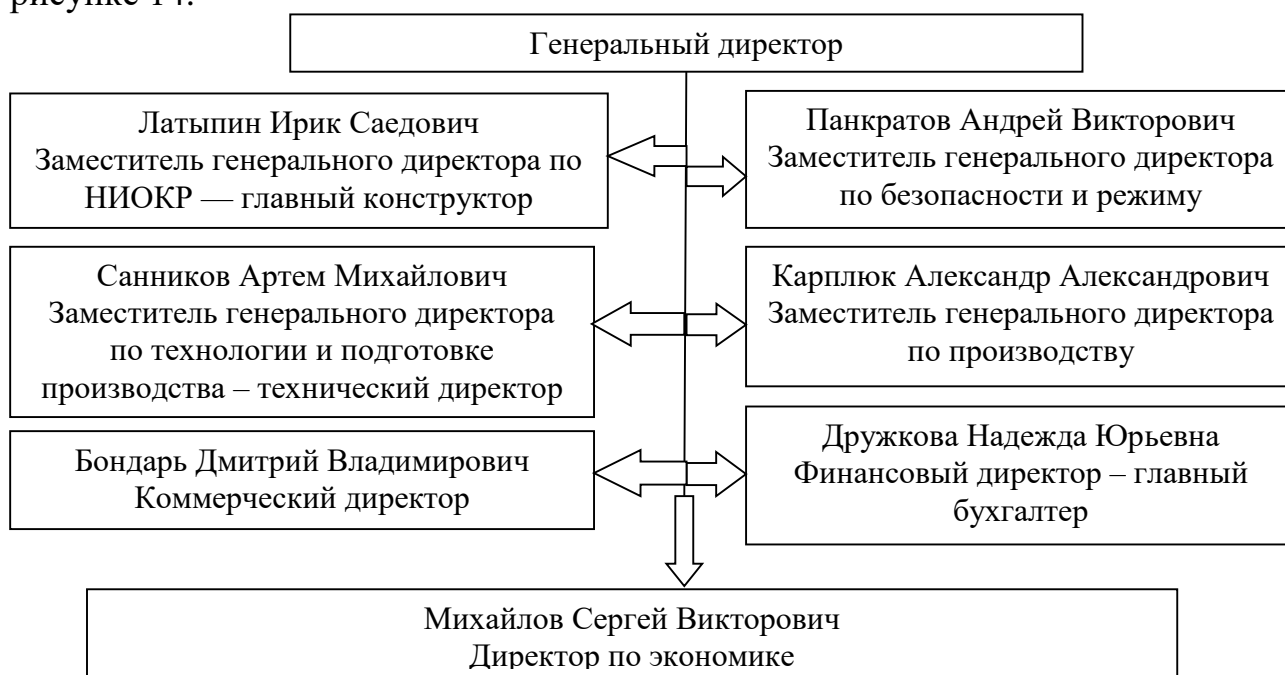 рисунке 14.
Генеральный директор
Латыпин Ирик Саедович
Заместитель генерального директора по
НИОКР — главный конструктор
Панкратов Андрей Викторович
Заместитель генерального директора
по безопасности и режиму
Санников Артем Михайлович
Заместитель генерального директора
по технологии и подготовке
производства – технический директор
Карплюк Александр Александрович
Заместитель генерального директора
по производству
Бондарь Дмитрий Владимирович
Коммерческий директор
Дружкова Надежда Юрьевна
Финансовый директор – главный
бухгалтер
Михайлов Сергей Викторович
Директор по экономике